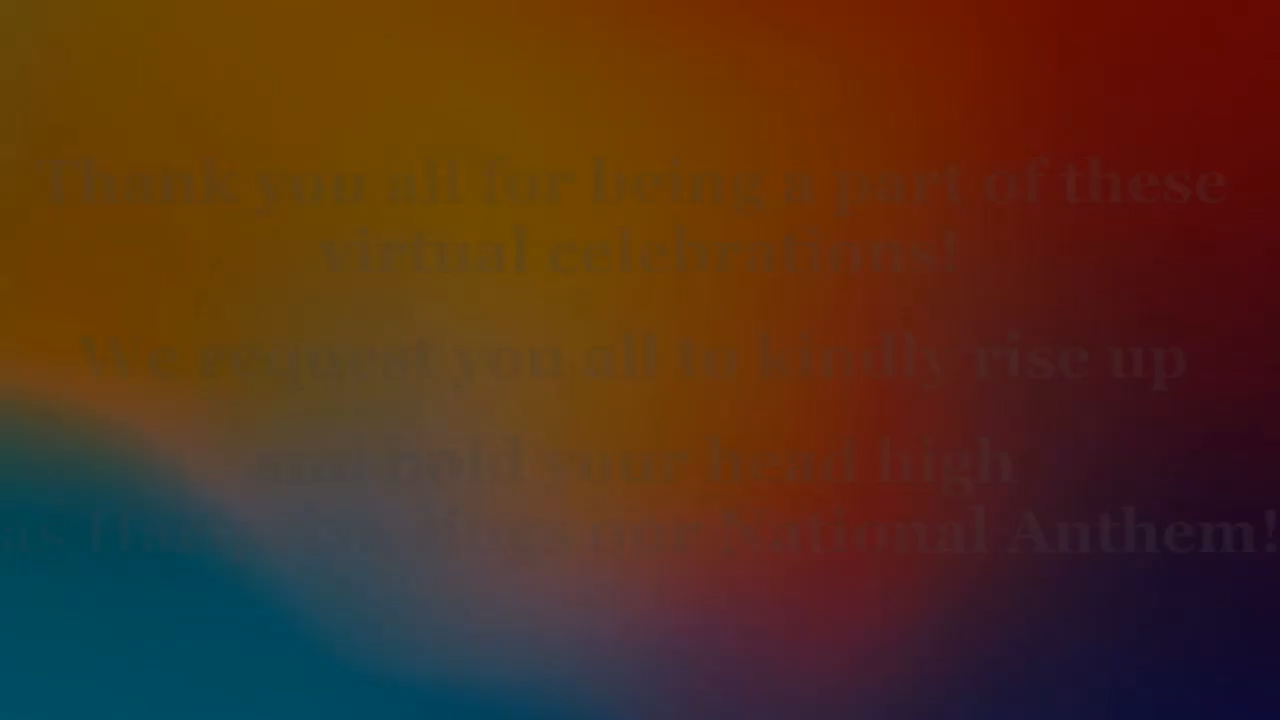 Thank you all for being a part of these
virtual celebrations!
We request you all to kindly rise up
and hold your head high
as our National Anthem!